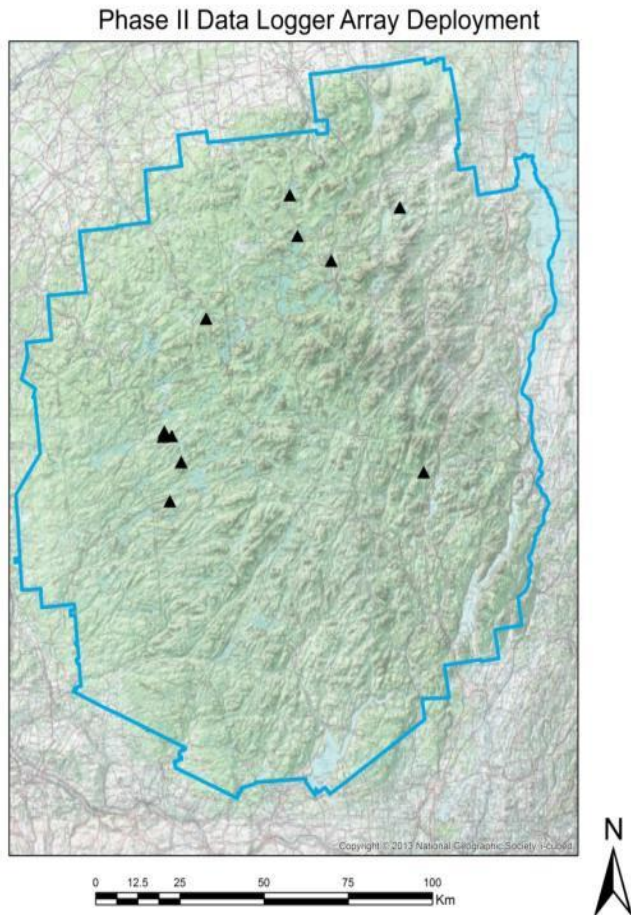 Phase II Data Logger Array Deployment
Copyright © 2013 National Geographic Society, i-cubed
N
0 12.5 25 50 75 100
Km